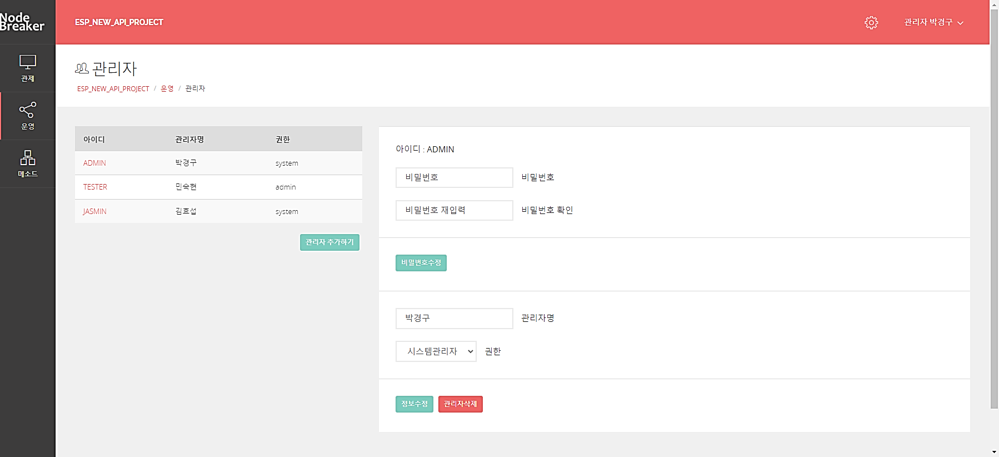 Node
Breaker
ESP_NEW_API_PROJECT
관리자 박경구
관제
운영
메소드
관리자
ESP_NEW_API_PROJECT / 운영 / 관리자
아이디 관리자명 권한
ADMIN 박경구 system
TESTER 민숙현 admin
JASMIN 김효섭 system
관리자 추가하기
아이디 : ADMIN
비밀번호 비밀번호
비밀번호 재입력 비밀번호 확인
비밀번호수정
박경구 관리자명
시스템관리자 권한
정보수정 관리자삭제